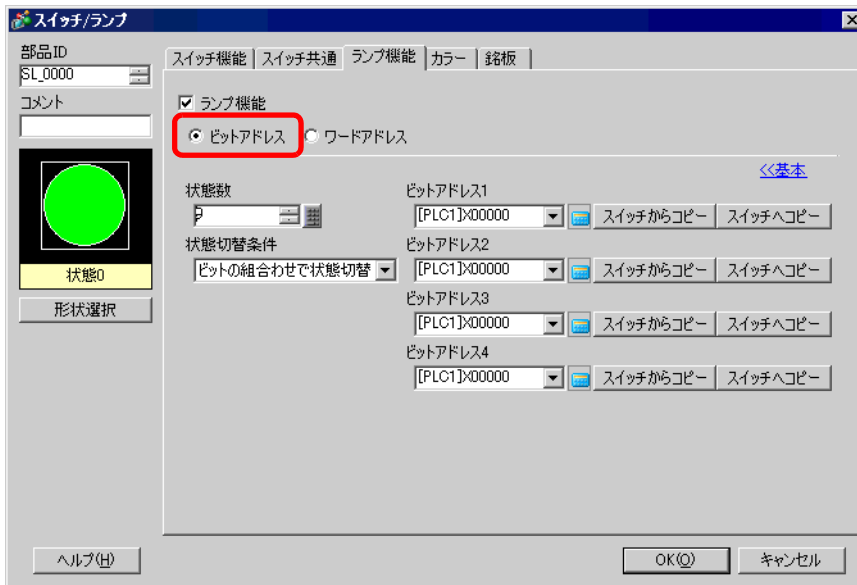 スイッチ/ランプ
部品ID
SL_0000
コメント
状態0
形状選択
スイッチ機能 スイッチ共通 ランプ機能 カラー 銘板
ランプ機能
ビットアドレス ワードアドレス
<<基本
状態数
状態切替条件
ビットの組合わせで状態切替
ビットアドレス1
[PLC1]X00000 スイッチからコピー スイッチへコピー
ビットアドレス2
[PLC1]X00000 スイッチからコピー スイッチへコピー
ビットアドレス3
[PLC1]X00000 スイッチからコピー スイッチへコピー
ビットアドレス4
[PLC1]X00000 スイッチからコピー スイッチへコピー
ヘルプ(H) OK(O) キャンセル